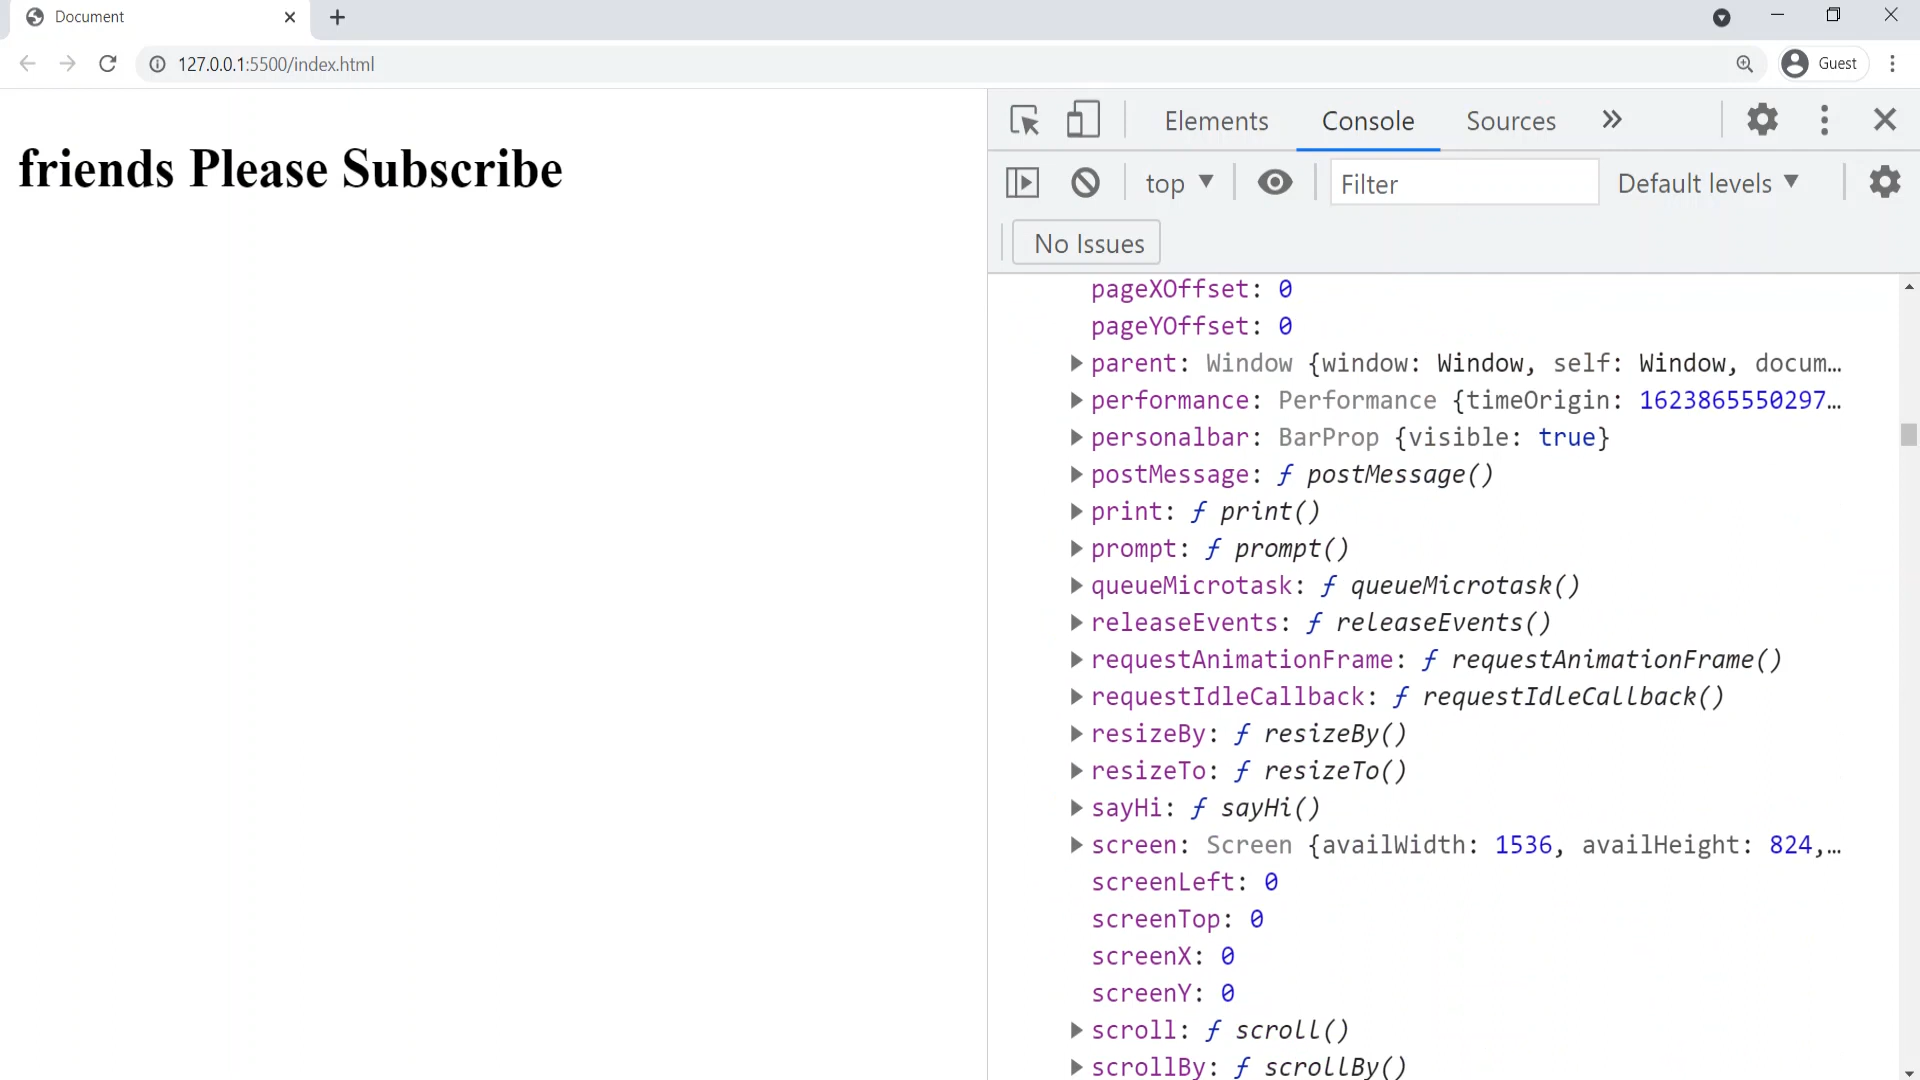 Document
127.0.0.1:5500/index.html
Guest
friends Please Subscribe
Elements Console Sources
top Filter Default levels
No Issues
pageXOffset: 0
pageYOffset: 0
parent: Window {window: Window, self: Window, docum…
performance: Performance {timeOrigin: 1623865550297…
personalbar: BarProp {visible: true}
postMessage: ƒ postMessage()
print: ƒ print()
prompt: ƒ prompt()
queueMicrotask: ƒ queueMicrotask()
releaseEvents: ƒ releaseEvents()
requestAnimationFrame: ƒ requestAnimationFrame()
requestIdleCallback: ƒ requestIdleCallback()
resizeBy: ƒ resizeBy()
resizeTo: ƒ resizeTo()
sayHi: ƒ sayHi()
screen: Screen {availWidth: 1536, availHeight: 824,…
screenLeft: 0
screenTop: 0
screenX: 0
screenY: 0
scroll: ƒ scroll()
scrollBy: ƒ scrollBy()